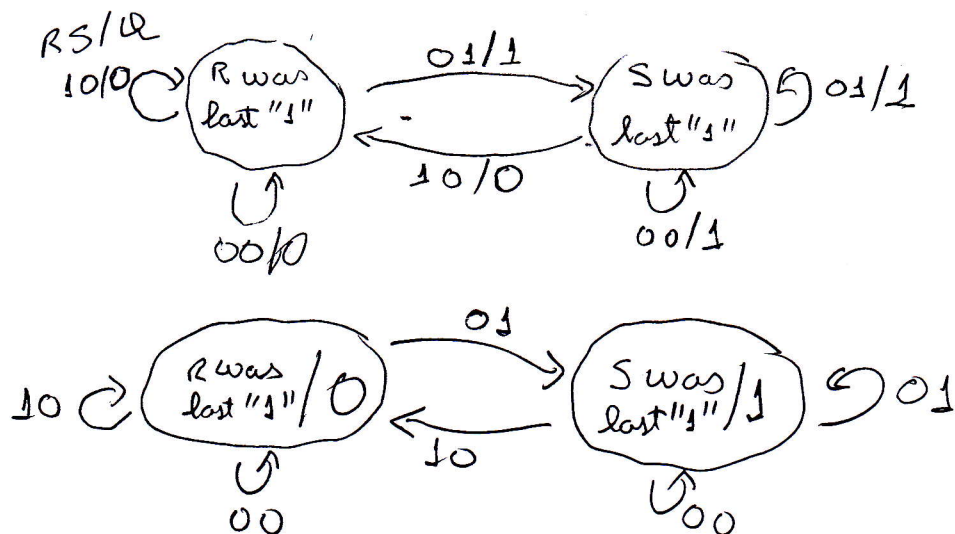 RS/Q
10/0
R was
last "1"
01/1
S was
last "1"
01/1
10/0
00/0
00/1
01
10
R was
last "1" / 0
S was
last "1" / 1
01
10
00
00